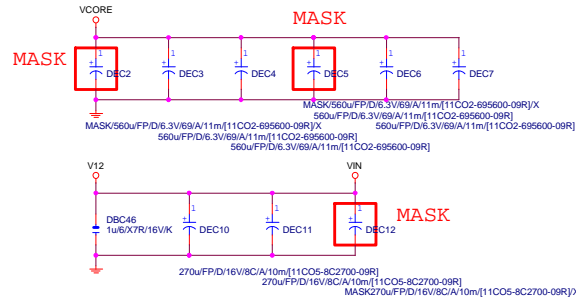 VCORE
MASK
MASK
1
1
1
1
1
1
+
+
+
+
+
+
DEC2
DEC3
DEC4
DEC5
DEC6
DEC7
MASK/560u/FP/D/6.3V/69/A/11m/[11CO2-695600-09R]/X
560u/FP/D/6.3V/69/A/11m/[11CO2-695600-09R]
560u/FP/D/6.3V/69/A/11m/[11CO2-695600-09R]
MASK/560u/FP/D/6.3V/69/A/11m/[11CO2-695600-09R]/X
560u/FP/D/6.3V/69/A/11m/[11CO2-695600-09R]
560u/FP/D/6.3V/69/A/11m/[11CO2-695600-09R]
V12
VIN
1
1
1
+
+
+
MASK
DBC46
1u/6/X7R/16V/K
DEC10
DEC11
DEC12
270u/FP/D/16V/8C/A/10m/[11CO5-8C2700-09R]
270u/FP/D/16V/8C/A/10m/[11CO5-8C2700-09R]
MASK270u/FP/D/16V/8C/A/10m/[11CO5-8C2700-09R]/X